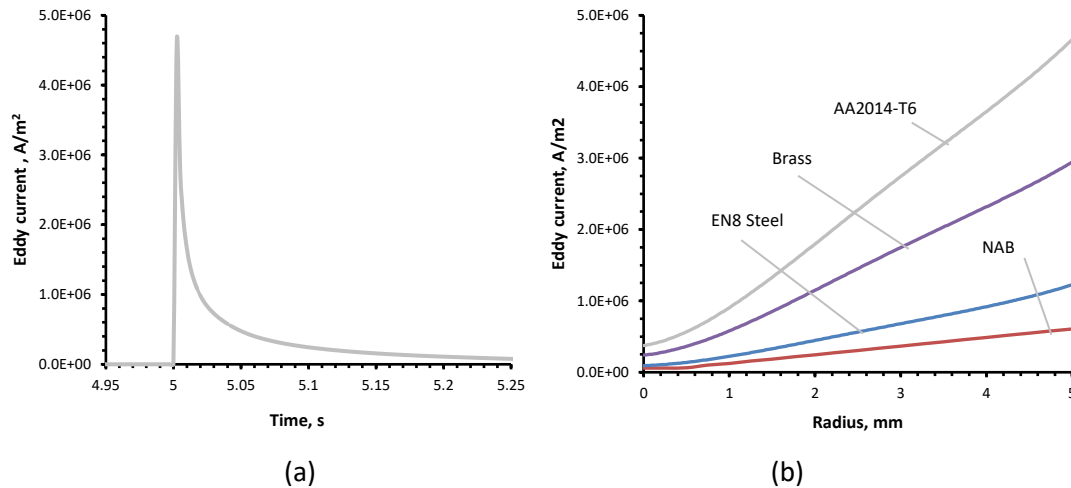 5.0E+06
4.0E+06
3.0E+06
2.0E+06
1.0E+06
0.0E+00
4.95 5 5.05 5.1 5.15 5.2 5.25
Eddy current , A/m²
Time, s
(a)
5.0E+06
4.0E+06
3.0E+06
2.0E+06
1.0E+06
0.0E+00
0 1 2 3 4 5
Eddy current, A/m2
Radius, mm
AA2014-T6
Brass
EN8 Steel
NAB
(b)